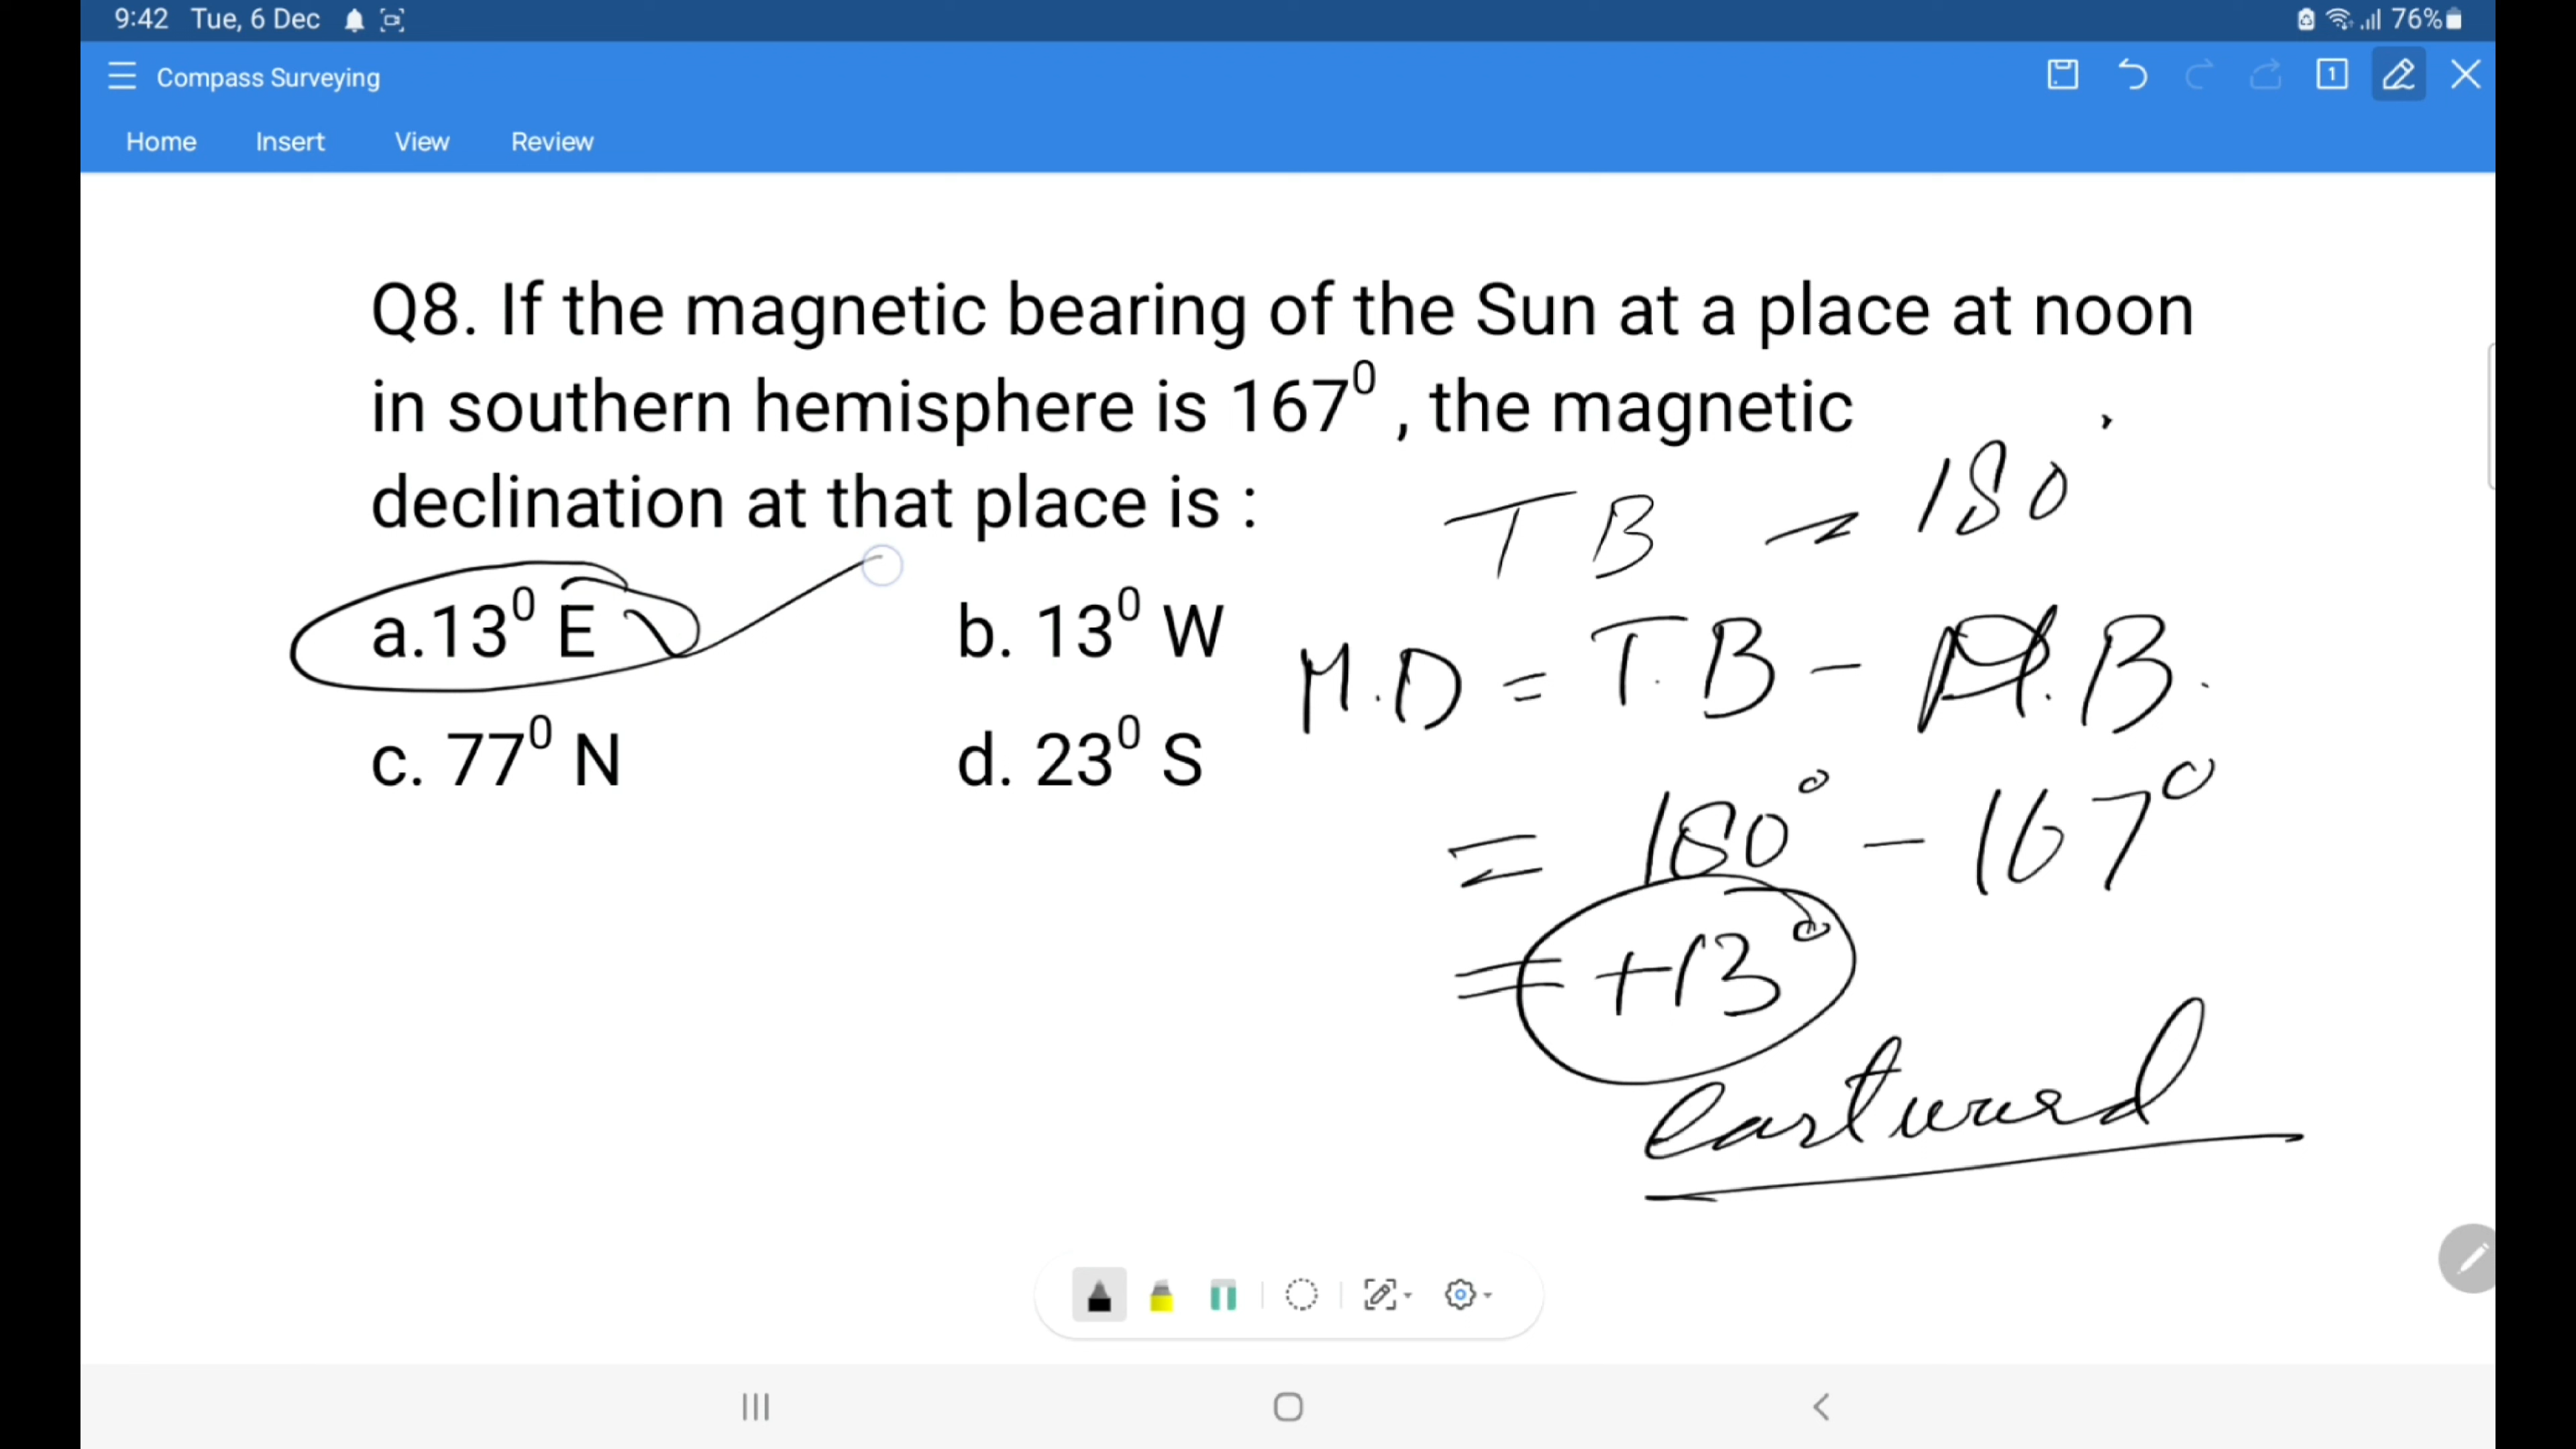 9:42 Tue, 6 Dec 76%
Compass Surveying 1
Home Insert View Review
Q8. If the magnetic bearing of the Sun at a place at noon
in southern hemisphere is 167⁰ , the magnetic
declination at that place is :
T B = 180°
a.13⁰ E b. 13⁰ W
M.D = T.B - M.B.
c. 77⁰ N d. 23⁰ S
= 180° - 167°
= +13°
eastward